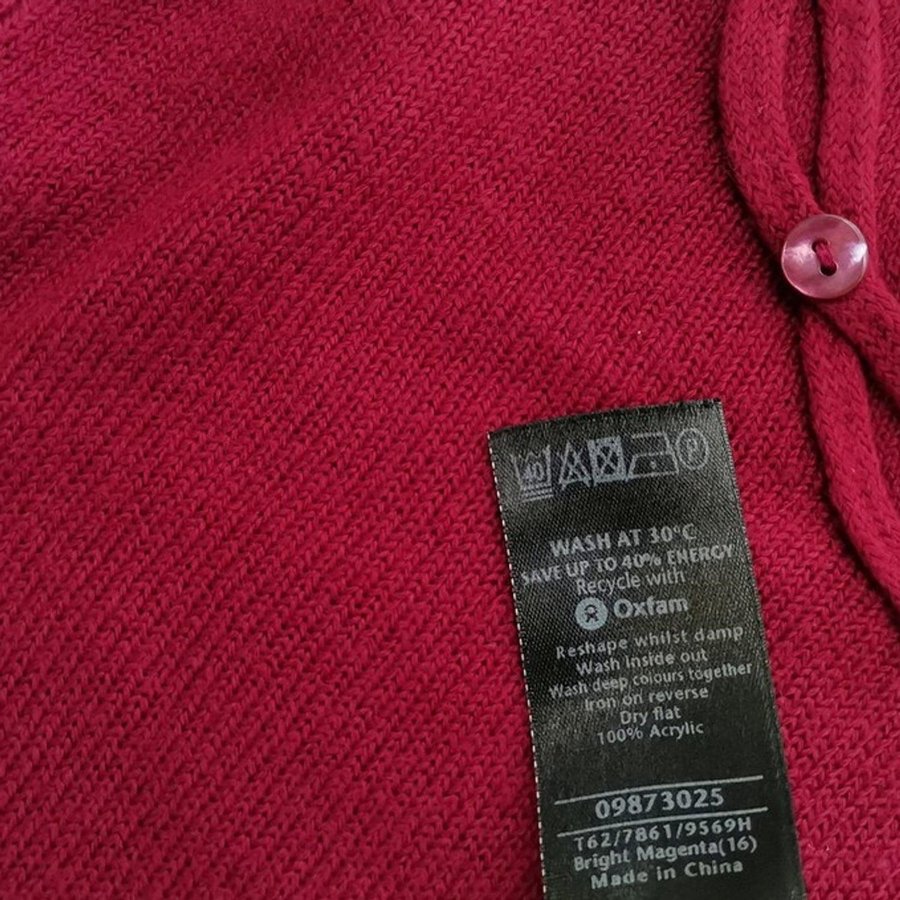 40
P
WASH AT 30°C
SAVE UP TO 40% ENERGY
Recycle with
Oxfam
Reshape whilst damp
Wash inside out
Wash deep colours together
Iron on reverse
Dry flat
100% Acrylic
09873025
T62/7861/9569H
Bright Magenta(16)
Made in China